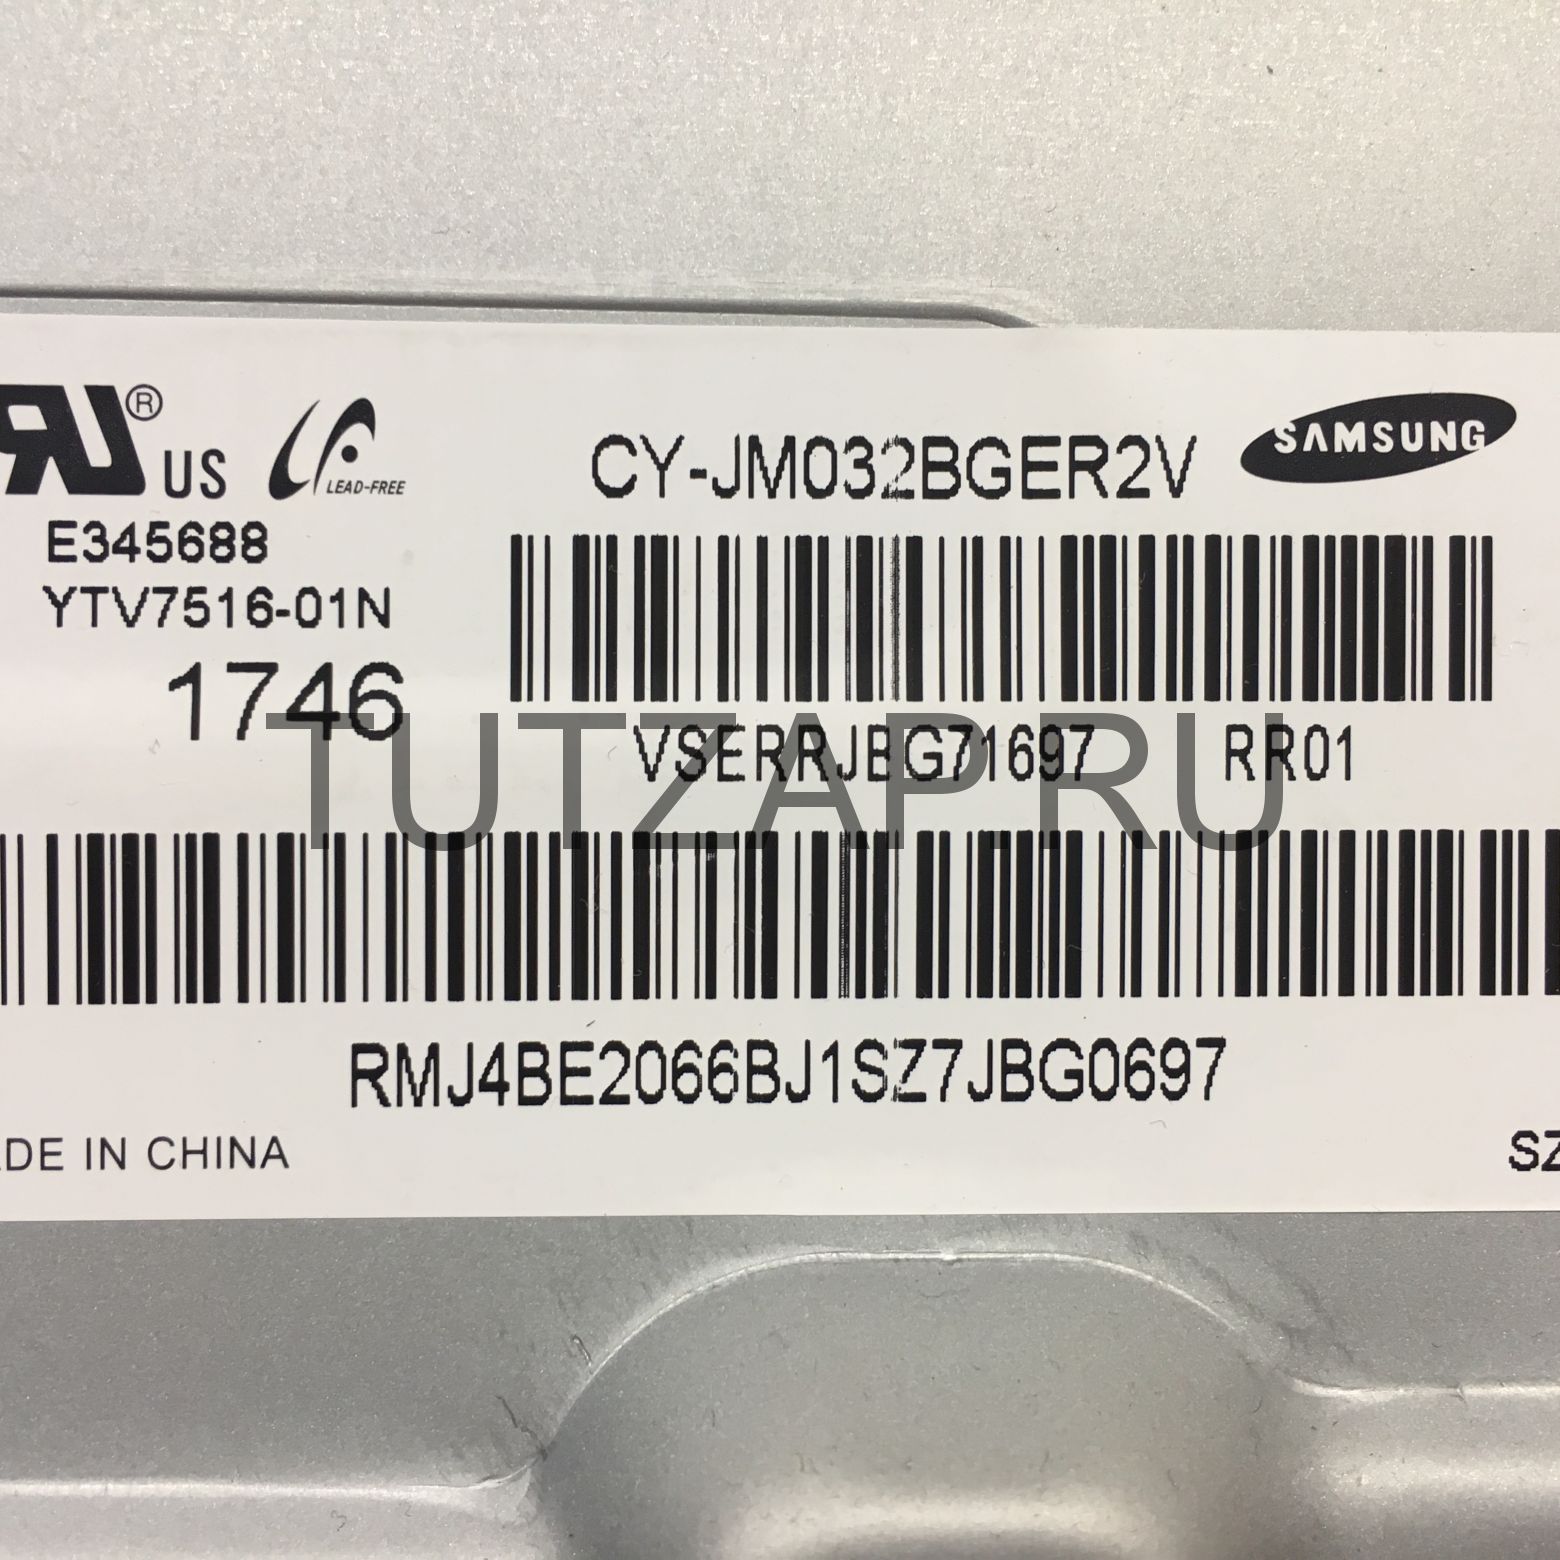 RU® US
LEAD-FREE
CY-JM032BGER2V
SAMSUNG
E345688
YTV7516-01N
1746
VSERRJBG71697 RR01
TUTZAP.RU
RMJ4BE2066BJ1SZ7JBG0697
ADE IN CHINA
SZ